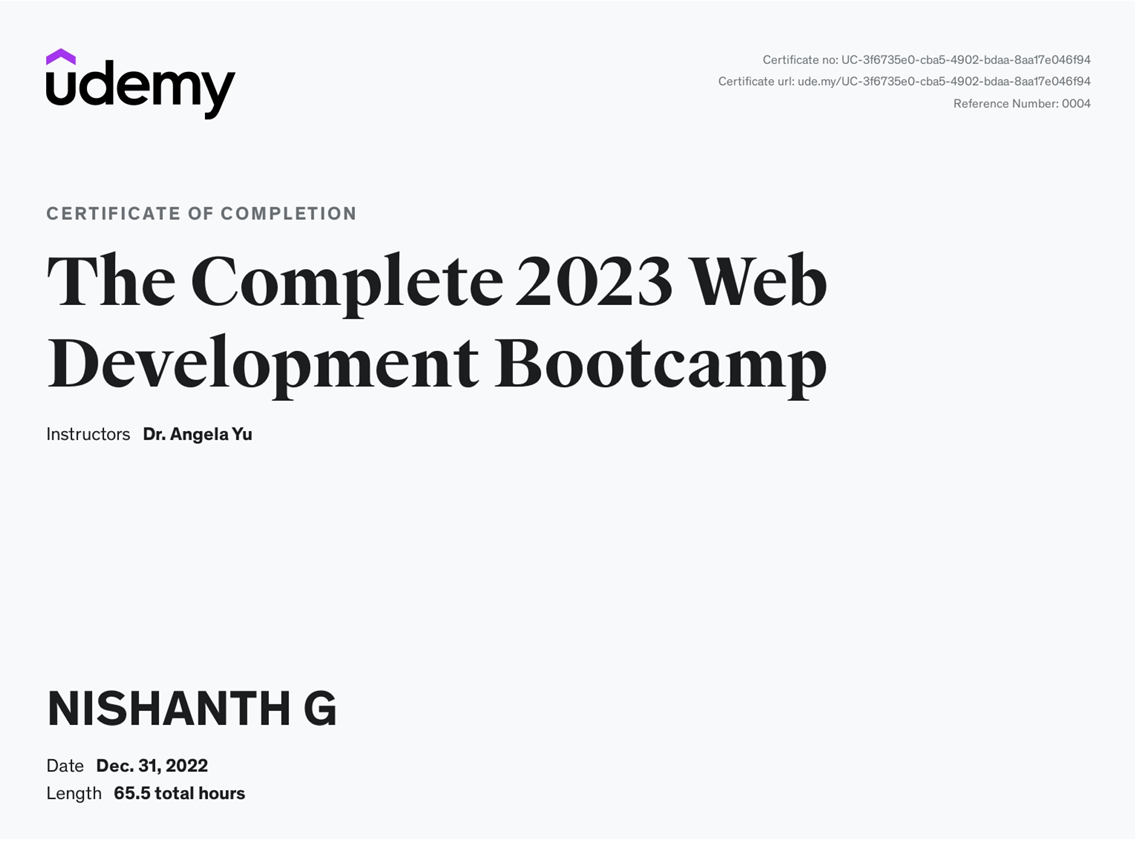 udemy
Certificate no: UC-3f6735e0-cba5-4902-bdaa-8aa17e046f94
Certificate url: ude.my/UC-3f6735e0-cba5-4902-bdaa-8aa17e046f94
Reference Number: 0004
CERTIFICATE OF COMPLETION
The Complete 2023 Web
Development Bootcamp
Instructors Dr. Angela Yu
NISHANTH G
Date Dec. 31, 2022
Length 65.5 total hours